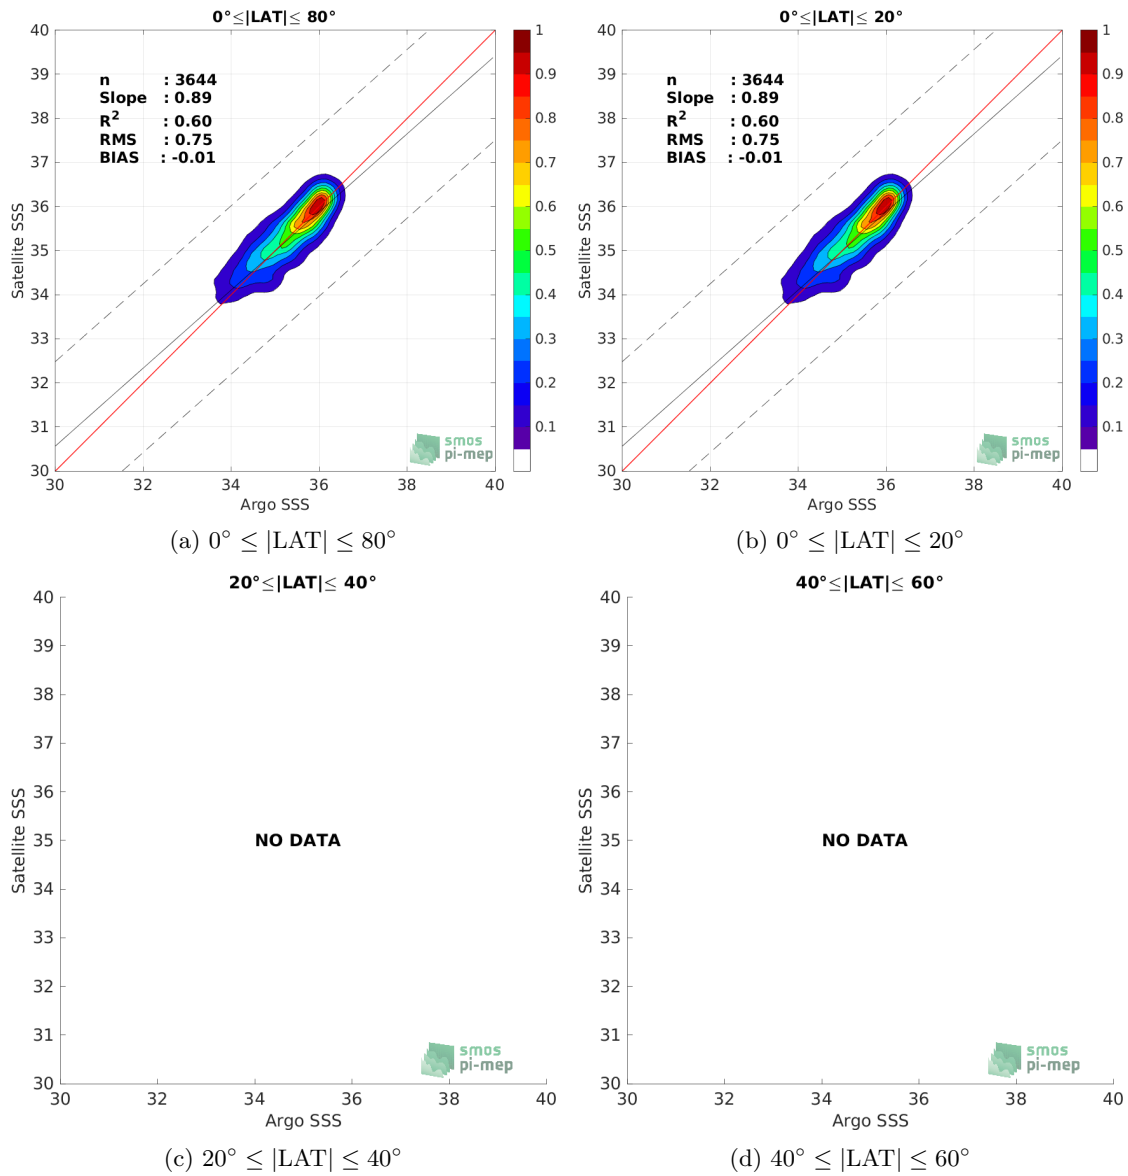 0°≤|LAT|≤ 80°
40
39
38
37
36
35
34
33
32
31
30
Satellite SSS
n : 3644
Slope : 0.89
R² : 0.60
RMS : 0.75
BIAS : -0.01
smos
pi-mep
30 32 34 36 38 40
Argo SSS
1
0.9
0.8
0.7
0.6
0.5
0.4
0.3
0.2
0.1
(a) 0° ≤ |LAT| ≤ 80°
0°≤|LAT|≤ 20°
40
39
38
37
36
35
34
33
32
31
30
Satellite SSS
n : 3644
Slope : 0.89
R² : 0.60
RMS : 0.75
BIAS : -0.01
smos
pi-mep
30 32 34 36 38 40
Argo SSS
1
0.9
0.8
0.7
0.6
0.5
0.4
0.3
0.2
0.1
(b) 0° ≤ |LAT| ≤ 20°
20°≤|LAT|≤ 40°
40
39
38
37
36
35
34
33
32
31
30
Satellite SSS
NO DATA
smos
pi-mep
30 32 34 36 38 40
Argo SSS
(c) 20° ≤ |LAT| ≤ 40°
40°≤|LAT|≤ 60°
40
39
38
37
36
35
34
33
32
31
30
Satellite SSS
NO DATA
smos
pi-mep
30 32 34 36 38 40
Argo SSS
(d) 40° ≤ |LAT| ≤ 60°